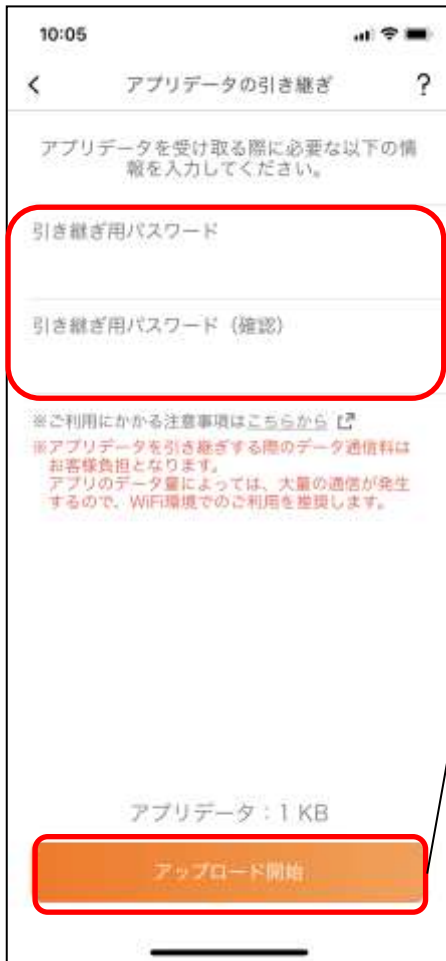 10:05
アプリデータの引き継ぎ
?
アプリデータを受け取る際に必要な以下の情
報を入力してください。
引き継ぎ用パスワード
引き継ぎ用パスワード（確認）
※ご利用にかかる注意事項はこちらから
※アプリデータを引き継ぎする際のデータ通信料は
お客様負担となります。
アプリのデータ量によっては、大量の通信が発生
するので、WiFi環境でのご利用を推奨します。
アプリデータ：1 KB
アップロード開始